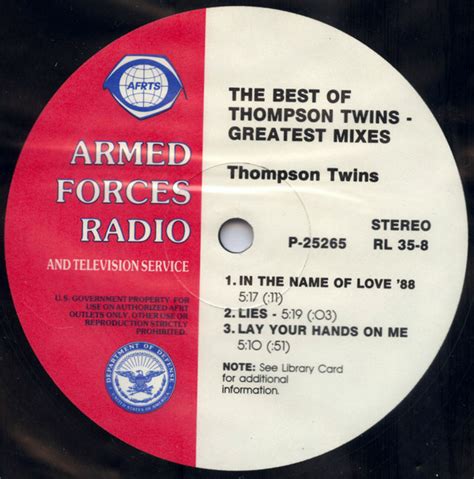 AFRTS
ARMED
FORCES
RADIO
AND TELEVISION SERVICE
U.S. GOVERNMENT PROPERTY FOR
USE ON AUTHORIZED AFRT
OUTLETS ONLY. OTHER USE OR
REPRODUCTION STRICTLY
PROHIBITED.
DEPARTMENT OF DEFENSE
UNITED STATES OF AMERICA
THE BEST OF
THOMPSON TWINS -
GREATEST MIXES
Thompson Twins
STEREO
P-25265 RL 35-8
1. IN THE NAME OF LOVE '88
5:17 (:11)
2. LIES - 5:19 (:03)
3. LAY YOUR HANDS ON ME
5:10 (:51)
NOTE: See Library Card
for additional
information.